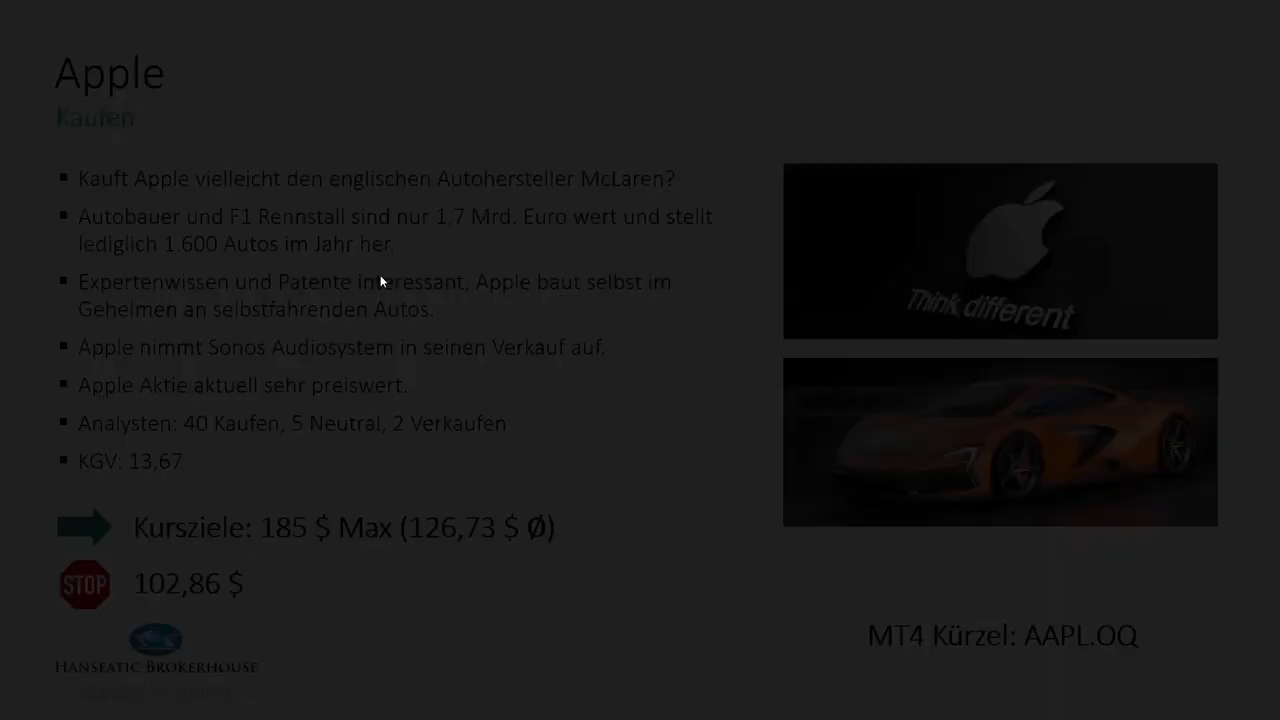 Apple
Kaufen
Kauft Apple vielleicht den englischen Autohersteller McLaren?
Autobauer und F1 Rennstall sind nur 1,7 Mrd. Euro wert und stellt
lediglich 1.600 Autos im Jahr her.
Expertenwissen und Patente interessant, Apple baut selbst im
Geheimen an selbstfahrenden Autos.
Apple nimmt Sonos Audiosystem in seinen Verkauf auf.
Apple Aktie aktuell sehr preiswert.
Analysten: 40 Kaufen, 5 Neutral, 2 Verkaufen
KGV: 13,67
Think different
Kursziele: 185 $ Max (126,73 $ Ø)
STOP
102,86 $
HANSEATIC BROKERHOUSE
MT4 Kürzel: AAPL.OQ